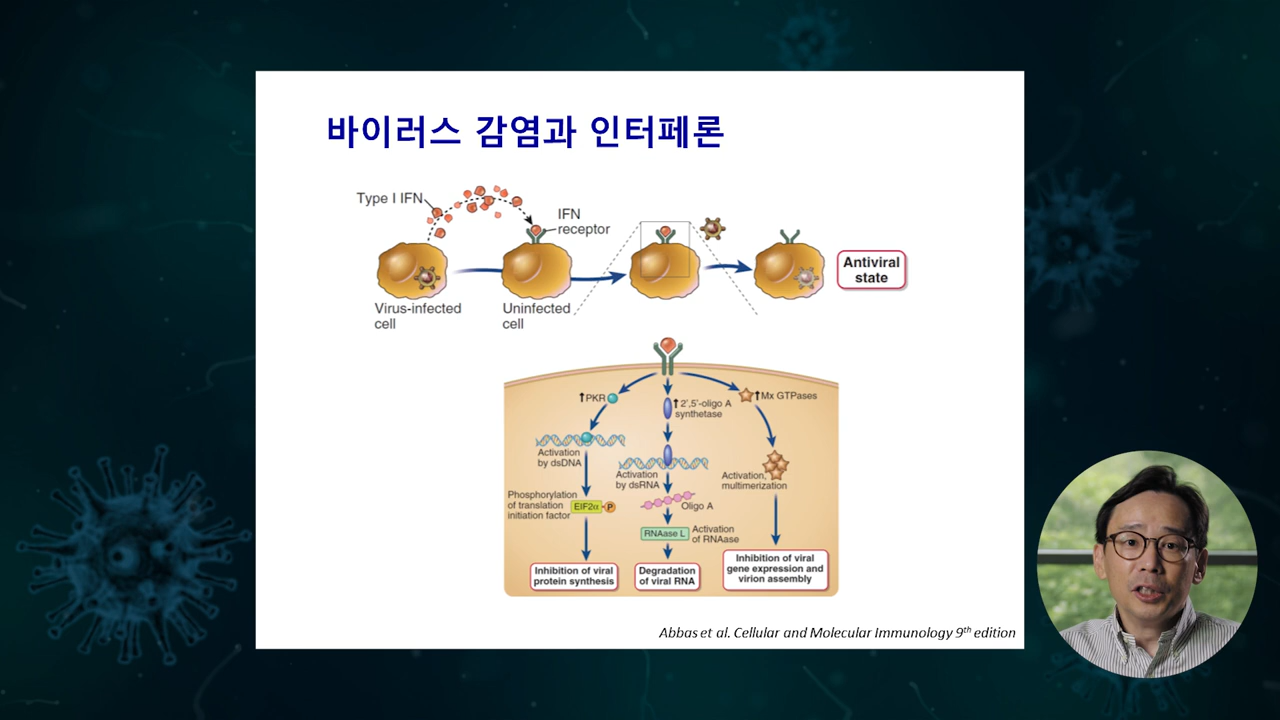 바이러스 감염과 인터페론
Type I IFN
IFN
receptor
Virus-infected
cell
Uninfected
cell
Antiviral
state
↑PKR
↑2',5'-oligo A
synthetase
↑Mx GTPases
Activation
by dsDNA
Activation
by dsRNA
Activation,
multimerization
Phosphorylation
of translation
initiation factor
EIF2α
P
Oligo A
RNAase L
Activation
of RNAase
Inhibition of viral
protein synthesis
Degradation
of viral RNA
Inhibition of viral
gene expression and
virion assembly
Abbas et al. Cellular and Molecular Immunology 9th edition